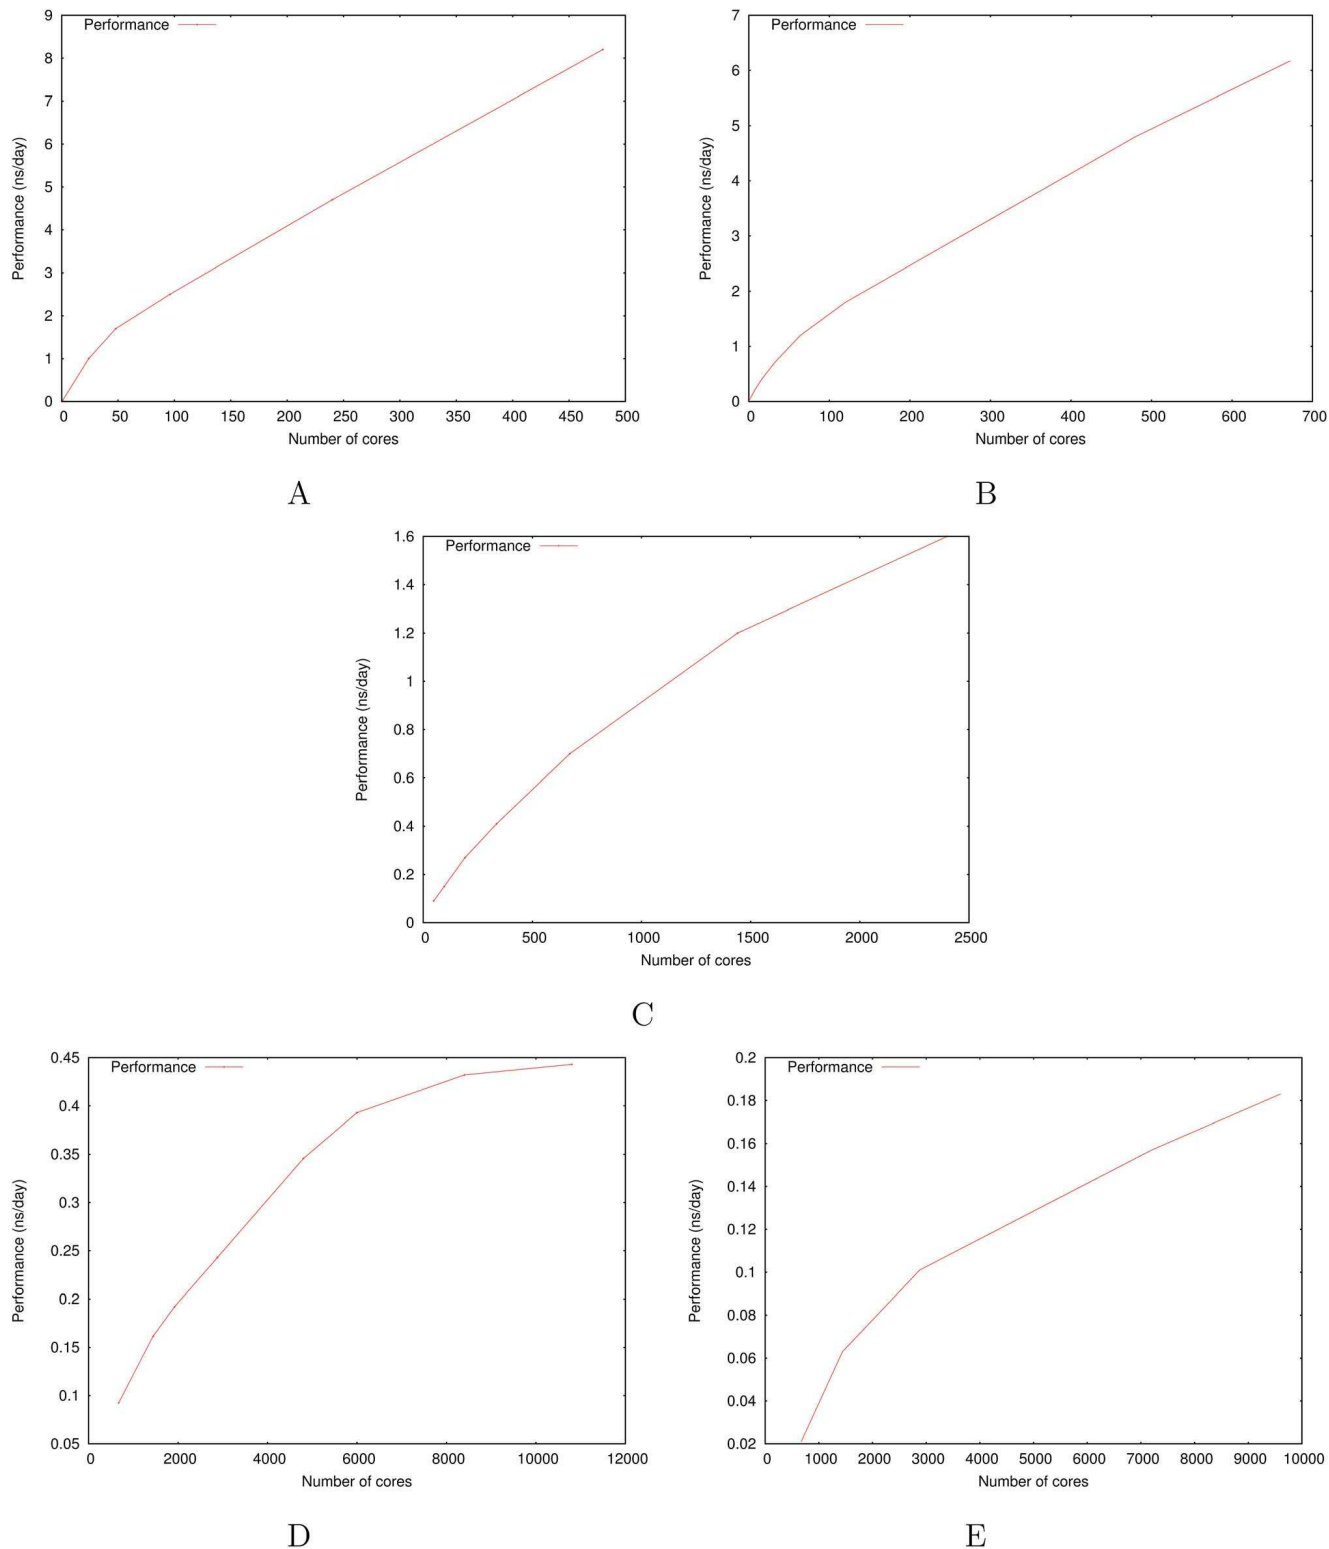 9
8
7
6
5
4
3
2
1
0
Performance (ns/day)
Performance
0 50 100 150 200 250 300 350 400 450 500
Number of cores
A
7
6
5
4
3
2
1
0
Performance (ns/day)
Performance
0 100 200 300 400 500 600 700
Number of cores
B
1.6
1.4
1.2
1
0.8
0.6
0.4
0.2
0
Performance (ns/day)
Performance
0 500 1000 1500 2000 2500
Number of cores
C
0.45
0.4
0.35
0.3
0.25
0.2
0.15
0.1
0.05
Performance (ns/day)
Performance
0 2000 4000 6000 8000 10000 12000
Number of cores
D
0.2
0.18
0.16
0.14
0.12
0.1
0.08
0.06
0.04
0.02
Performance (ns/day)
Performance
0 1000 2000 3000 4000 5000 6000 7000 8000 9000 10000
Number of cores
E